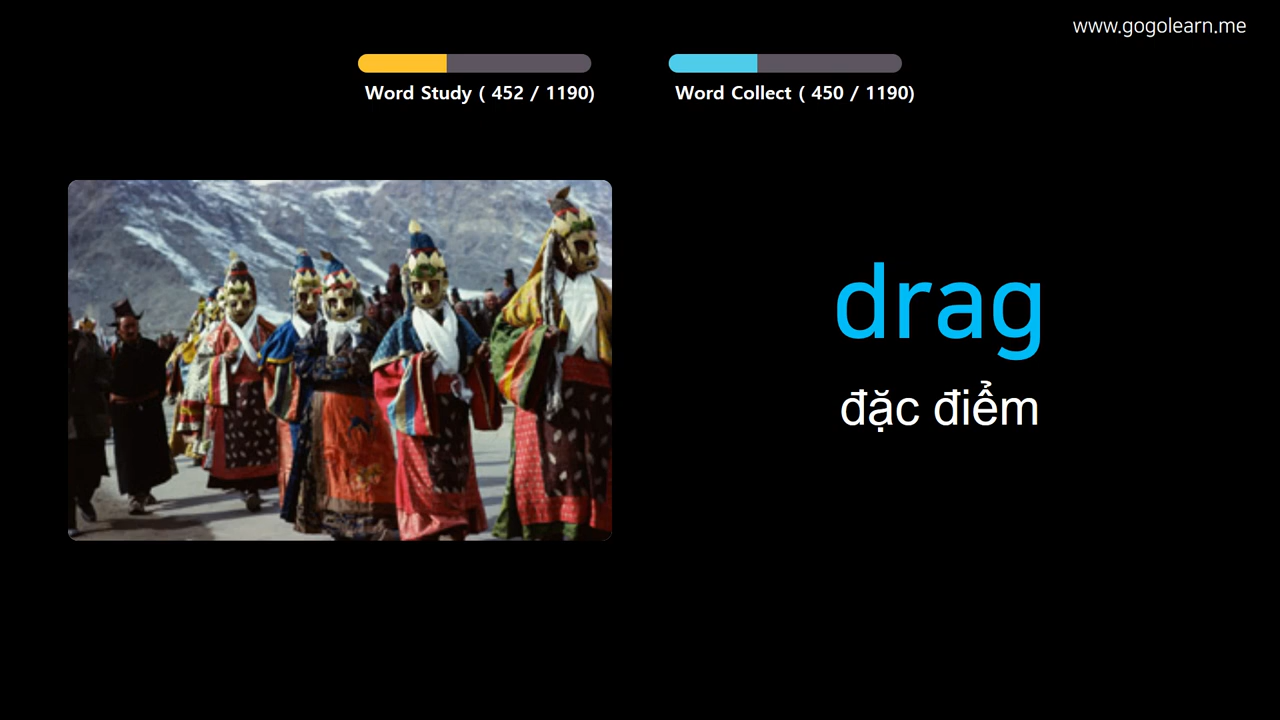 www.gogolearn.me
Word Study ( 452 / 1190)
Word Collect ( 450 / 1190)
drag
đặc điểm